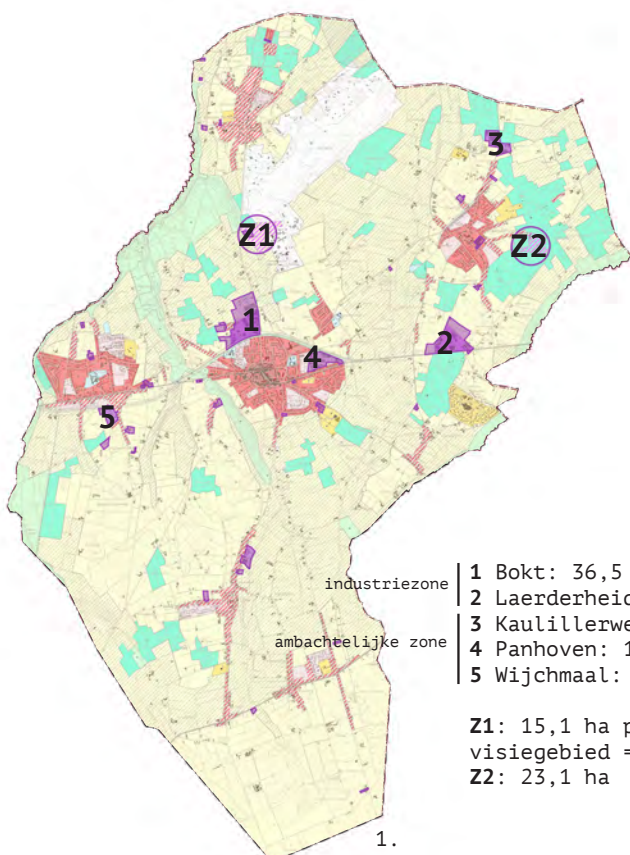 3
Z1
Z2
1
2
4
5
industriezone
1 Bokt: 36,5
2 Laerderheid
3 Kaulillerwe
ambachtelijke zone
4 Panhoven: 1
5 Wijchmaal:
Z1: 15,1 ha p
visiegebied =
Z2: 23,1 ha
1.